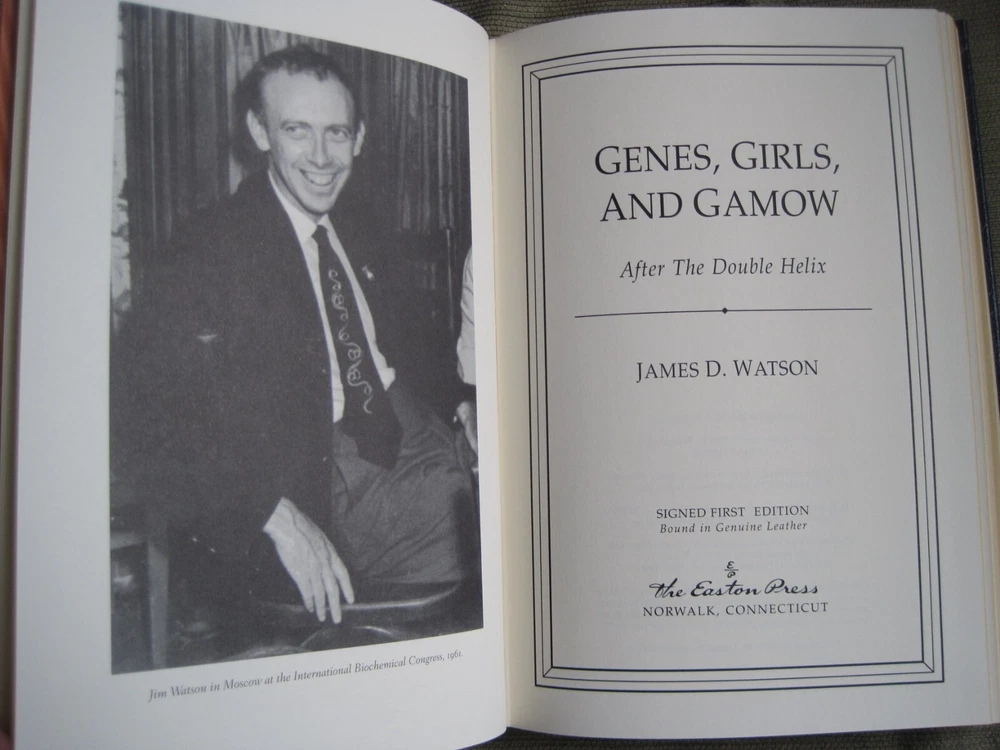 Jim Watson in Moscow at the International Biochemical Congress, 1961.
GENES, GIRLS,
AND GAMOW
After The Double Helix
JAMES D. WATSON
SIGNED FIRST EDITION
Bound in Genuine Leather
The Easton Press
NORWALK, CONNECTICUT